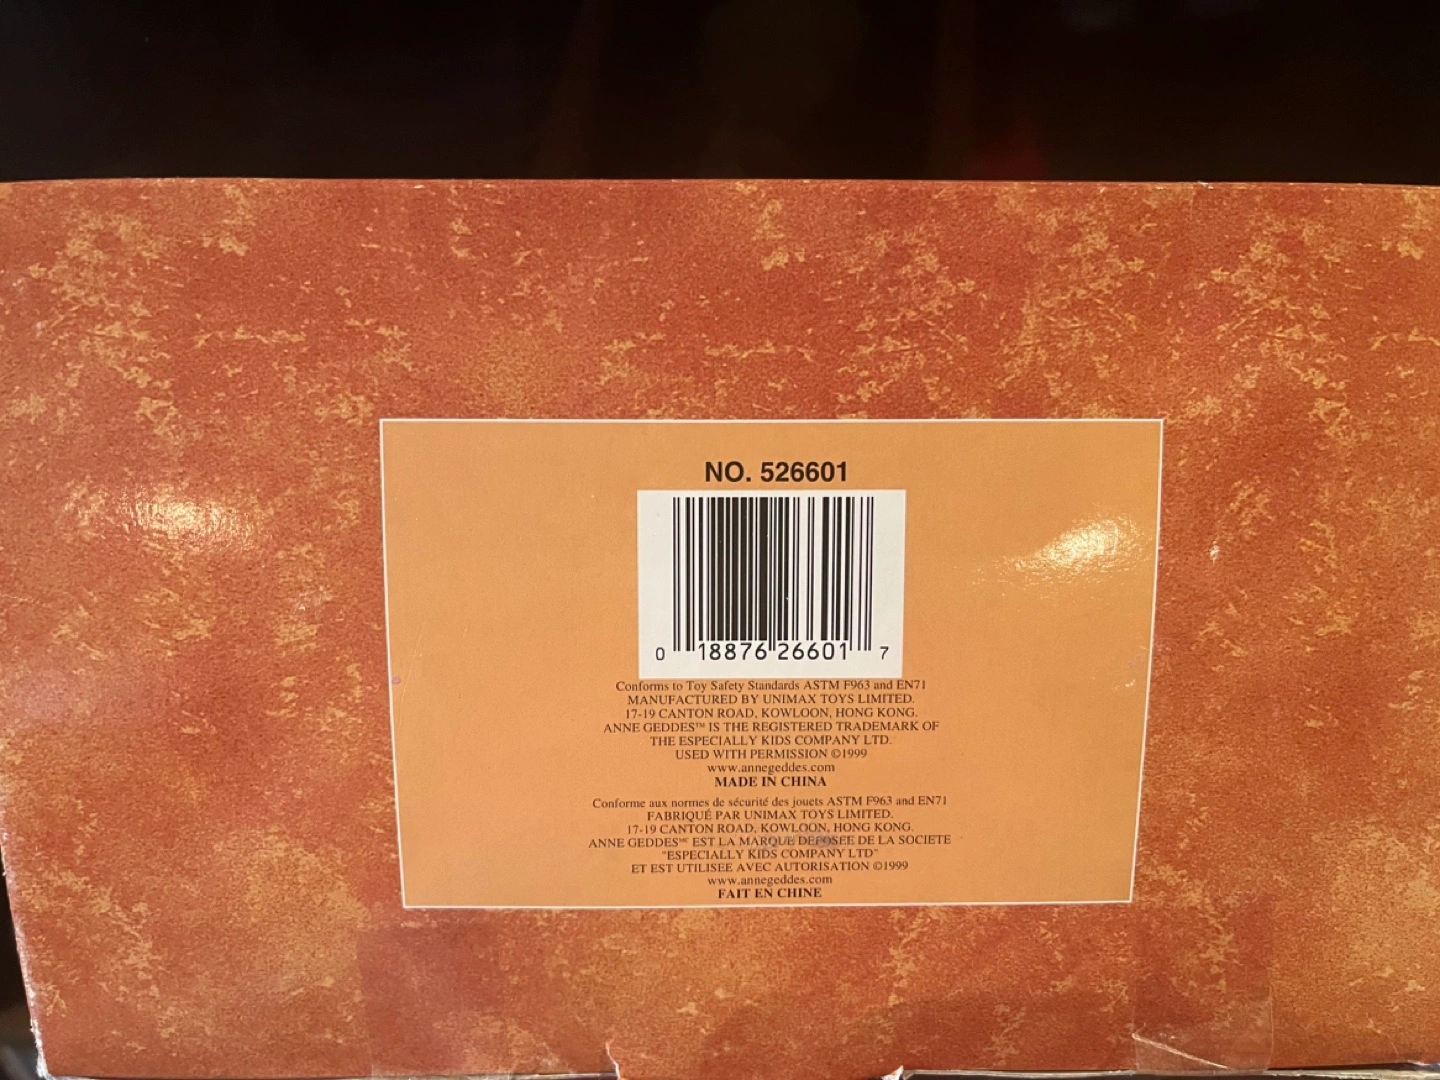 NO. 526601
0 18876 26601 7
Conforms to Toy Safety Standards ASTM F963 and EN71
MANUFACTURED BY UNIMAX TOYS LIMITED.
17-19 CANTON ROAD, KOWLOON, HONG KONG.
ANNE GEDDES™ IS THE REGISTERED TRADEMARK OF
THE ESPECIALLY KIDS COMPANY LTD.
USED WITH PERMISSION ©1999
www.annegeddes.com
MADE IN CHINA
Conforme aux normes de sécurité des jouets ASTM F963 and EN71
FABRIQUÉ PAR UNIMAX TOYS LIMITED.
17-19 CANTON ROAD, KOWLOON, HONG KONG.
ANNE GEDDES MC EST LA MARQUE DEPOSEE DE LA SOCIETE
"ESPECIALLY KIDS COMPANY LTD"
ET EST UTILISEE AVEC AUTORISATION ©1999
www.annegeddes.com
FAIT EN CHINE